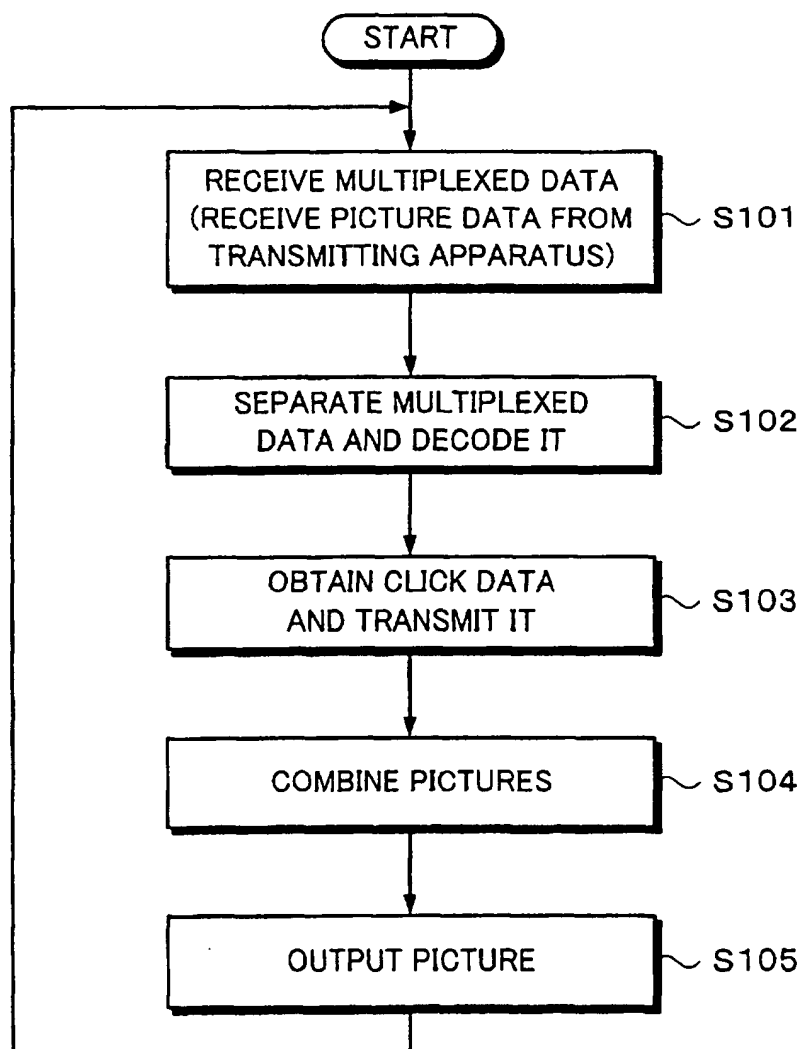 START
RECEIVE MULTIPLEXED DATA
(RECEIVE PICTURE DATA FROM
TRANSMITTING APPARATUS)
S101
SEPARATE MULTIPLEXED
DATA AND DECODE IT
S102
OBTAIN CLICK DATA
AND TRANSMIT IT
S103
COMBINE PICTURES
S104
OUTPUT PICTURE
S105